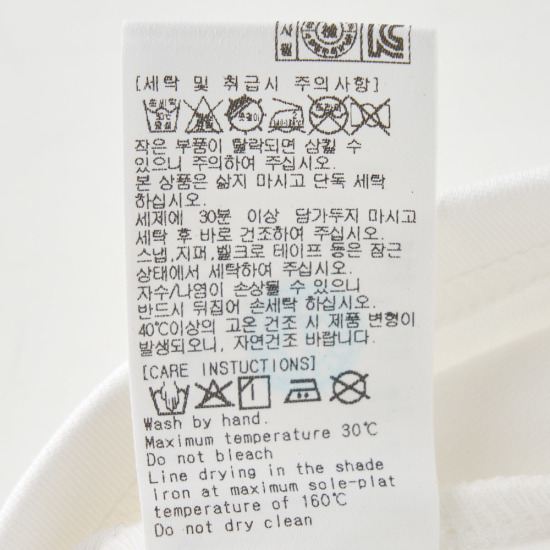 [세탁 및 취급시 주의사항]
작은 부품이 탈락되면 삼킬 수
있으니 주의하여 주십시오.
본 상품은 삶지 마시고 단독 세탁
하십시오.
세제에 30분 이상 담가두지 마시고
세탁 후 바로 건조하여 주십시오.
스냅,지퍼,벨크로 테이프 등은 잠근
상태에서 세탁하여 주십시오.
자수/나염이 손상될 수 있으니
반드시 뒤집어 손세탁 하십시오.
40℃이상의 고온 건조 시 제품 변형이
발생되오니, 자연건조 바랍니다.
[CARE INSTUCTIONS]
Wash by hand.
Maximum temperature 30℃
Do not bleach
Line drying in the shade
Iron at maximum sole-plat
temperature of 160℃
Do not dry clean